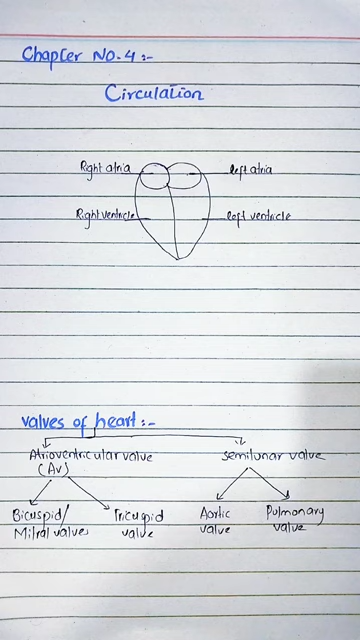 Chapter No. 4 :-
Circulation
Right atria left atria
Right ventricle left ventricle
valves of heart :-
Atrioventricular valve semilunar valve
(AV)
Bicuspid/ Tricuspid Aortic Pulmonary
Mitral valves valve valve valve